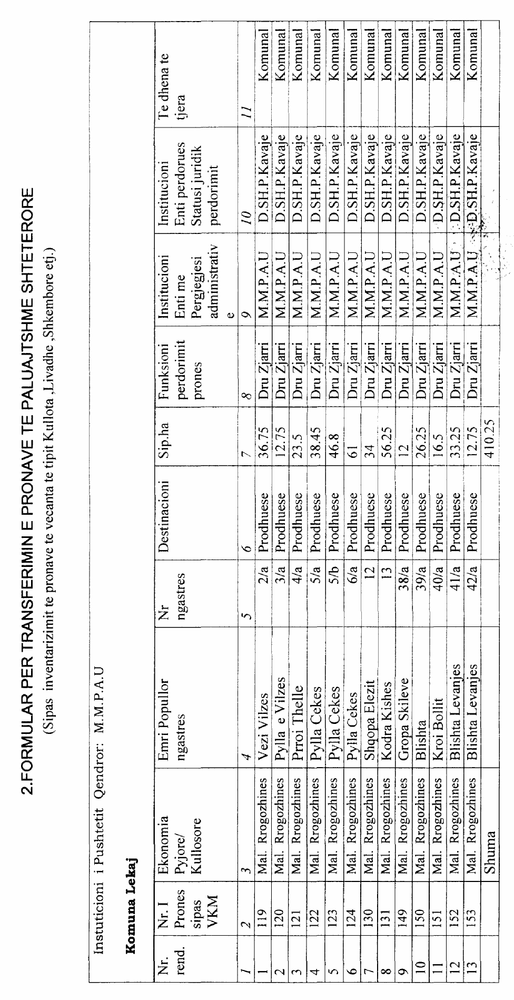 2.FORMULAR PER TRANSFERIMIN E PRONAVE TE PALUAJTSHME SHTETERORE
(Sipas inventarizimit te pronave te vecanta te tipit Kullota ,Livadhe ,Shkembore etj.)
Instuticioni i Pushtetit Qendror: M.M.P.A.U
Komuna Lekaj
Nr. rend. Nr. I Prones sipas VKM Ekonomia Pyjore/ Kullosore Emri Popullor ngastres Nr ngastres Destinacioni Sip.ha Funksioni perdorimit prones Institucioni Enti me Pergjegjesi administrativ e Institucioni Enti perdorues Statusi juridik perdorimit Te dhena te tjera
1 2 3 4 5 6 7 8 9 10 11
1 119 Mal. Rrogozhines Vezi Vilzes 2/a Prodhuese 36.75 Dru Zjarri M.M.P.A.U D.SH.P.Kavaje Komunal
2 120 Mal. Rrogozhines Pylla e Vilzes 3/a Prodhuese 12.75 Dru Zjarri M.M.P.A.U D.SH.P.Kavaje Komunal
3 121 Mal. Rrogozhines Prroi Thelle 4/a Prodhuese 23.5 Dru Zjarri M.M.P.A.U D.SH.P.Kavaje Komunal
4 122 Mal. Rrogozhines Pylla Cekes 5/a Prodhuese 38.45 Dru Zjarri M.M.P.A.U D.SH.P.Kavaje Komunal
5 123 Mal. Rrogozhines Pylla Cekes 5/b Prodhuese 46.8 Dru Zjarri M.M.P.A.U D.SH.P.Kavaje Komunal
6 124 Mal. Rrogozhines Pylla Cekes 6/a Prodhuese 61 Dru Zjarri M.M.P.A.U D.SH.P.Kavaje Komunal
7 130 Mal. Rrogozhines Shqopa Elezit 12 Prodhuese 34 Dru Zjarri M.M.P.A.U D.SH.P.Kavaje Komunal
8 131 Mal. Rrogozhines Kodra Kishes 13 Prodhuese 56.25 Dru Zjarri M.M.P.A.U D.SH.P.Kavaje Komunal
9 149 Mal. Rrogozhines Gropa Skileve 38/a Prodhuese 12 Dru Zjarri M.M.P.A.U D.SH.P.Kavaje Komunal
10 150 Mal. Rrogozhines Blishta 39/a Prodhuese 26.25 Dru Zjarri M.M.P.A.U D.SH.P.Kavaje Komunal
11 151 Mal. Rrogozhines Kroi Bollit 40/a Prodhuese 16.5 Dru Zjarri M.M.P.A.U D.SH.P.Kavaje Komunal
12 152 Mal. Rrogozhines Blishta Levanjes 41/a Prodhuese 33.25 Dru Zjarri M.M.P.A.U D.SH.P.Kavaje Komunal
13 153 Mal. Rrogozhines Blishta Levanjes 42/a Prodhuese 12.75 Dru Zjarri M.M.P.A.U D.SH.P.Kavaje Komunal
Shuma 410.25